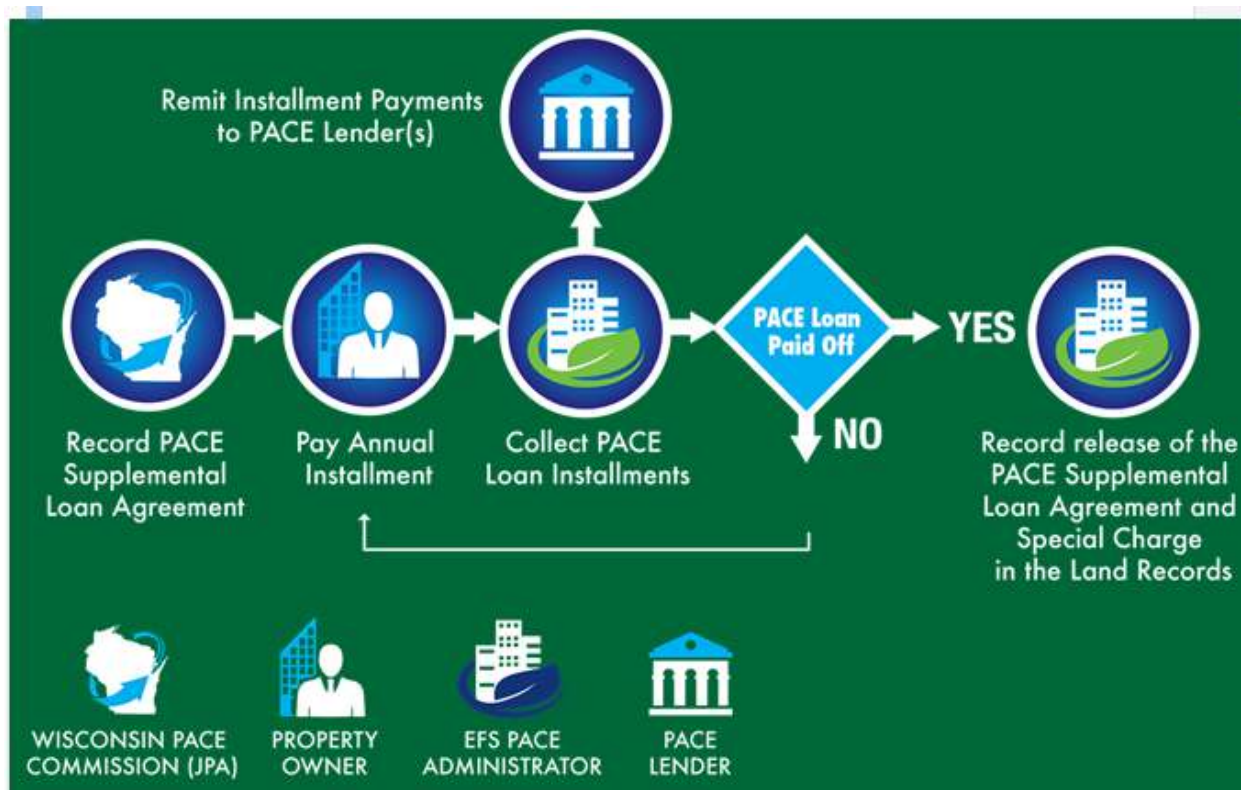 Remit Installment Payments
to PACE Lender(s)
Record PACE
Supplemental
Loan Agreement
Pay Annual
Installment
Collect PACE
Loan Installments
PACE Loan
Paid Off
YES
NO
Record release of the
PACE Supplemental
Loan Agreement and
Special Charge
in the Land Records
WISCONSIN PACE
COMMISSION (JPA)
PROPERTY
OWNER
EFS PACE
ADMINISTRATOR
PACE
LENDER